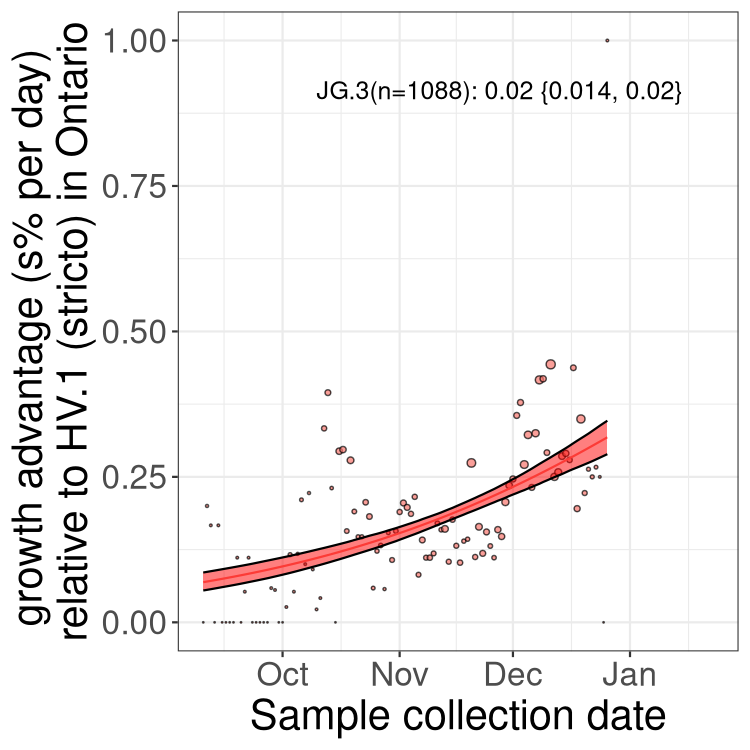 growth advantage (s% per day)
relative to HV.1 (stricto) in Ontario
1.00
0.75
0.50
0.25
0.00
JG.3(n=1088): 0.02 {0.014, 0.02}
Oct Nov Dec Jan
Sample collection date